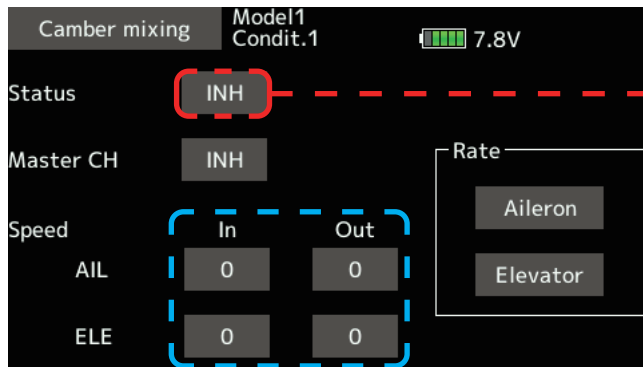 Camber mixing
Model1
Condit.1
7.8V
Status INH
Master CH INH
Rate
Aileron
Elevator
Speed In Out
AIL 0 0
ELE 0 0